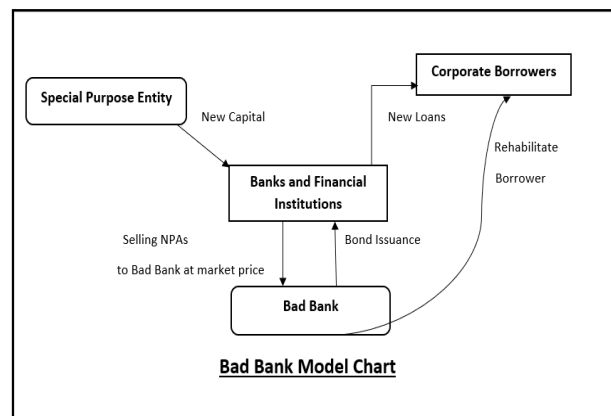 Corporate Borrowers
Special Purpose Entity
New Capital
New Loans
Rehabilitate
Borrower
Banks and Financial
Institutions
Selling NPAs
to Bad Bank at market price
Bond Issuance
Bad Bank
Bad Bank Model Chart